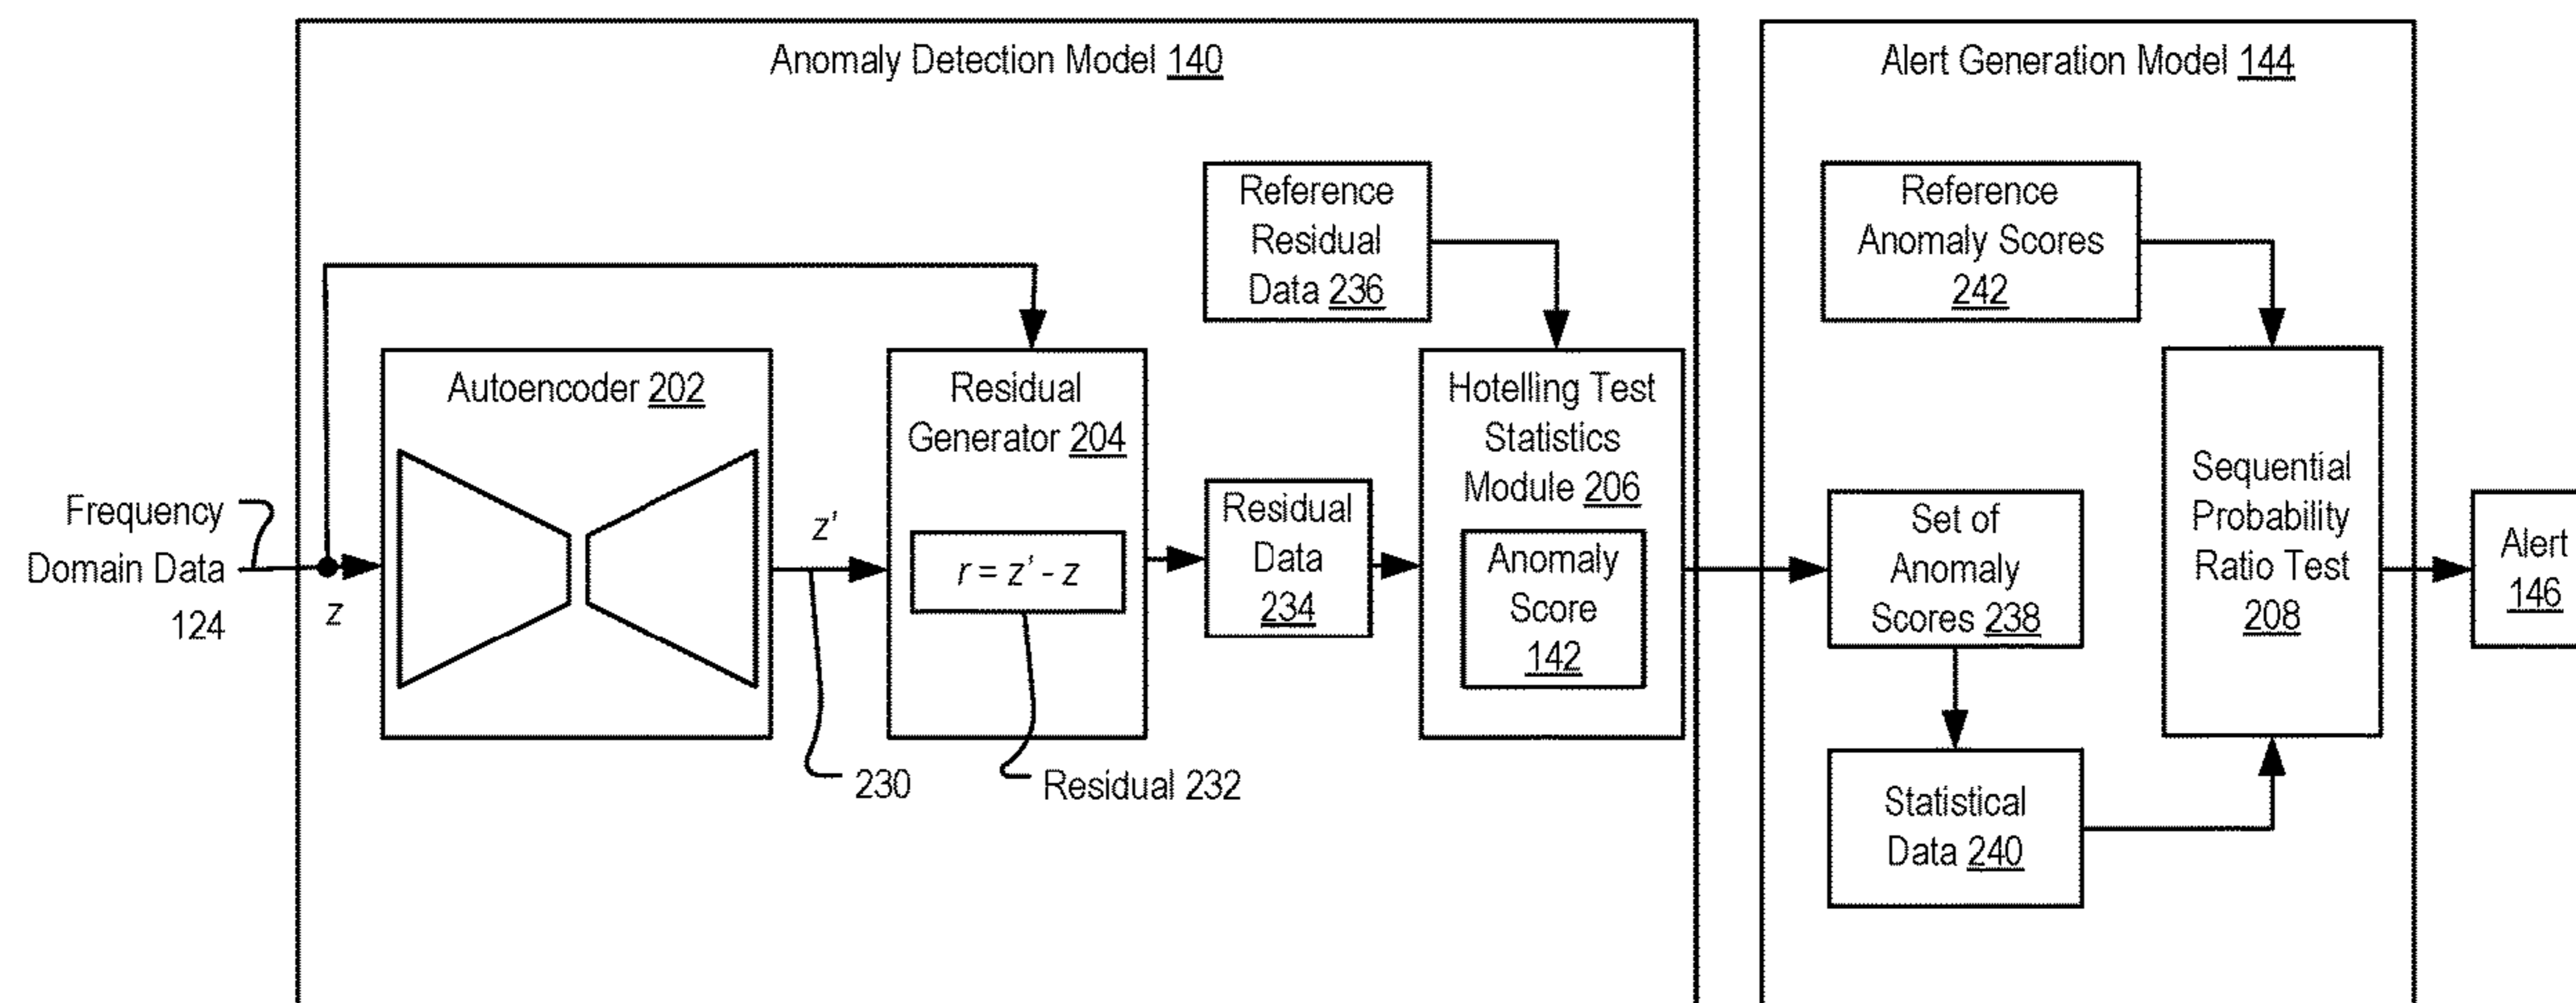 Anomaly Detection Model 140
Alert Generation Model 144
Reference
Residual
Data 236
Reference
Anomaly Scores
242
Autoencoder 202
Residual
Generator 204
Hotelling Test
Statistics
Module 206
Frequency
Domain Data
124
z
z'
r = z' - z
Residual
Data
234
Anomaly
Score
142
Set of
Anomaly
Scores 238
Sequential
Probability
Ratio Test
208
Alert
146
230
Residual 232
Statistical
Data 240